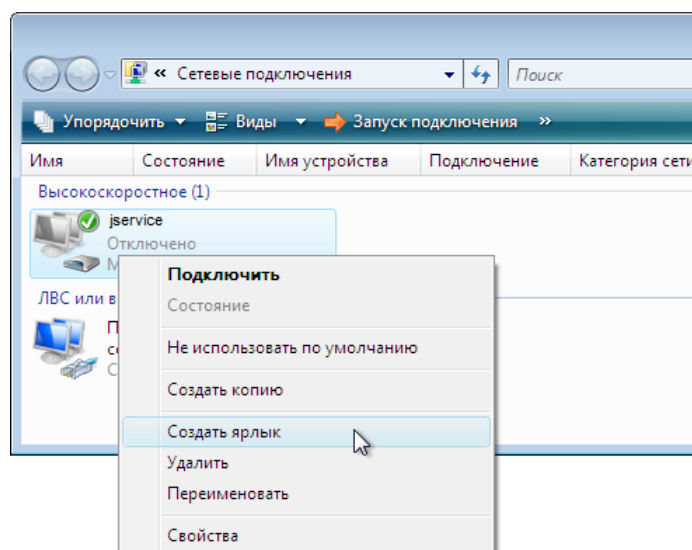 « Сетевые подключения
Поиск
Упорядочить Виды Запуск подключения »
Имя Состояние Имя устройства Подключение Категория сети
Высокоскоростное (1)
jservice
Отключено
Подключить
ЛВС или в
Состояние
Не использовать по умолчанию
Создать копию
Создать ярлык
Удалить
Переименовать
Свойства